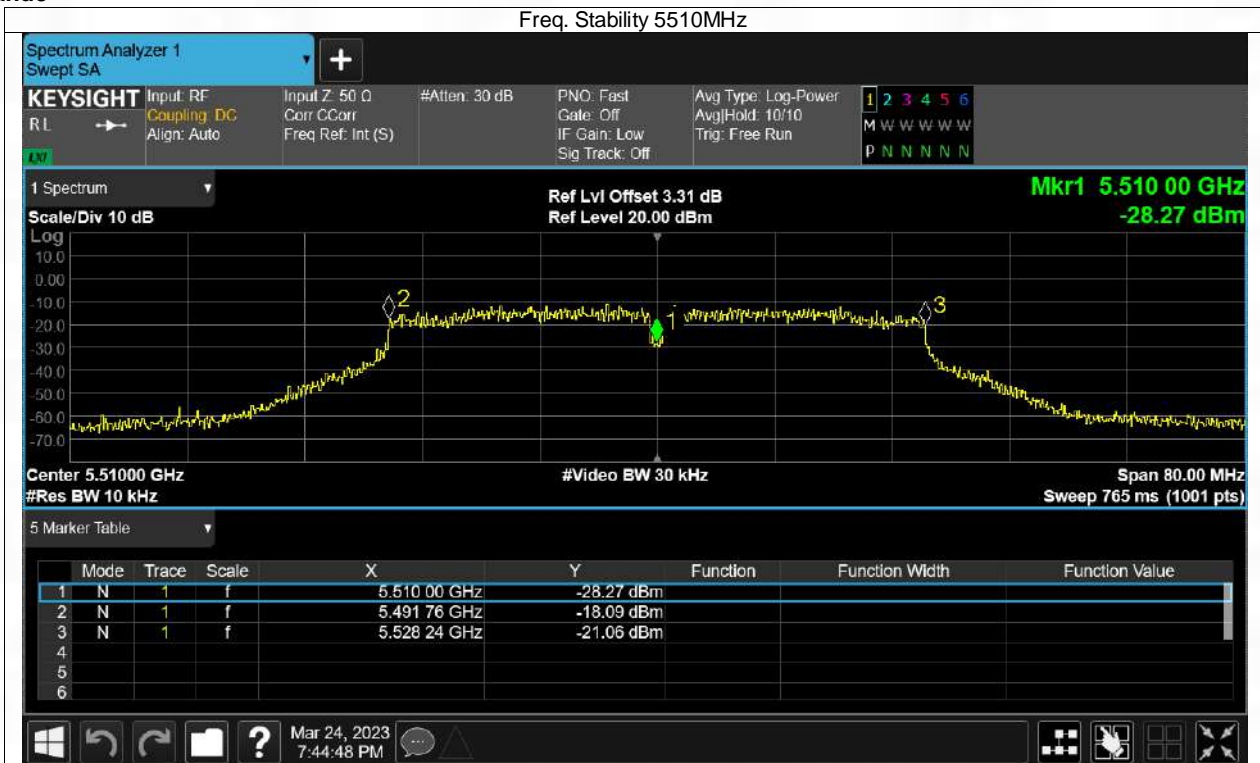 Freq. Stability 5510MHz
Spectrum Analyzer 1
Swept SA
+
KEYSIGHT Input: RF Input Z: 50 Ω #Atten: 30 dB PNO: Fast Avg Type: Log-Power 1 2 3 4 5 6
RL Coupling: DC Corr CCorr Gate: Off Avg|Hold: 10/10 M W W W W W
Align: Auto Freq Ref: Int (S) IF Gain: Low Trig: Free Run P N N N N N
LXI Sig Track: Off
1 Spectrum Ref Lvl Offset 3.31 dB Mkr1 5.510 00 GHz
Scale/Div 10 dB Ref Level 20.00 dBm -28.27 dBm
Log
10.0
0.00
-10.0
-20.0
-30.0
-40.0
-50.0
-60.0
-70.0
2
1
3
Center 5.51000 GHz #Video BW 30 kHz Span 80.00 MHz
#Res BW 10 kHz Sweep 765 ms (1001 pts)
5 Marker Table
Mode Trace Scale X Y Function Function Width Function Value
1 N 1 f 5.510 00 GHz -28.27 dBm
2 N 1 f 5.491 76 GHz -18.09 dBm
3 N 1 f 5.528 24 GHz -21.06 dBm
4
5
6
? Mar 24, 2023
7:44:48 PM